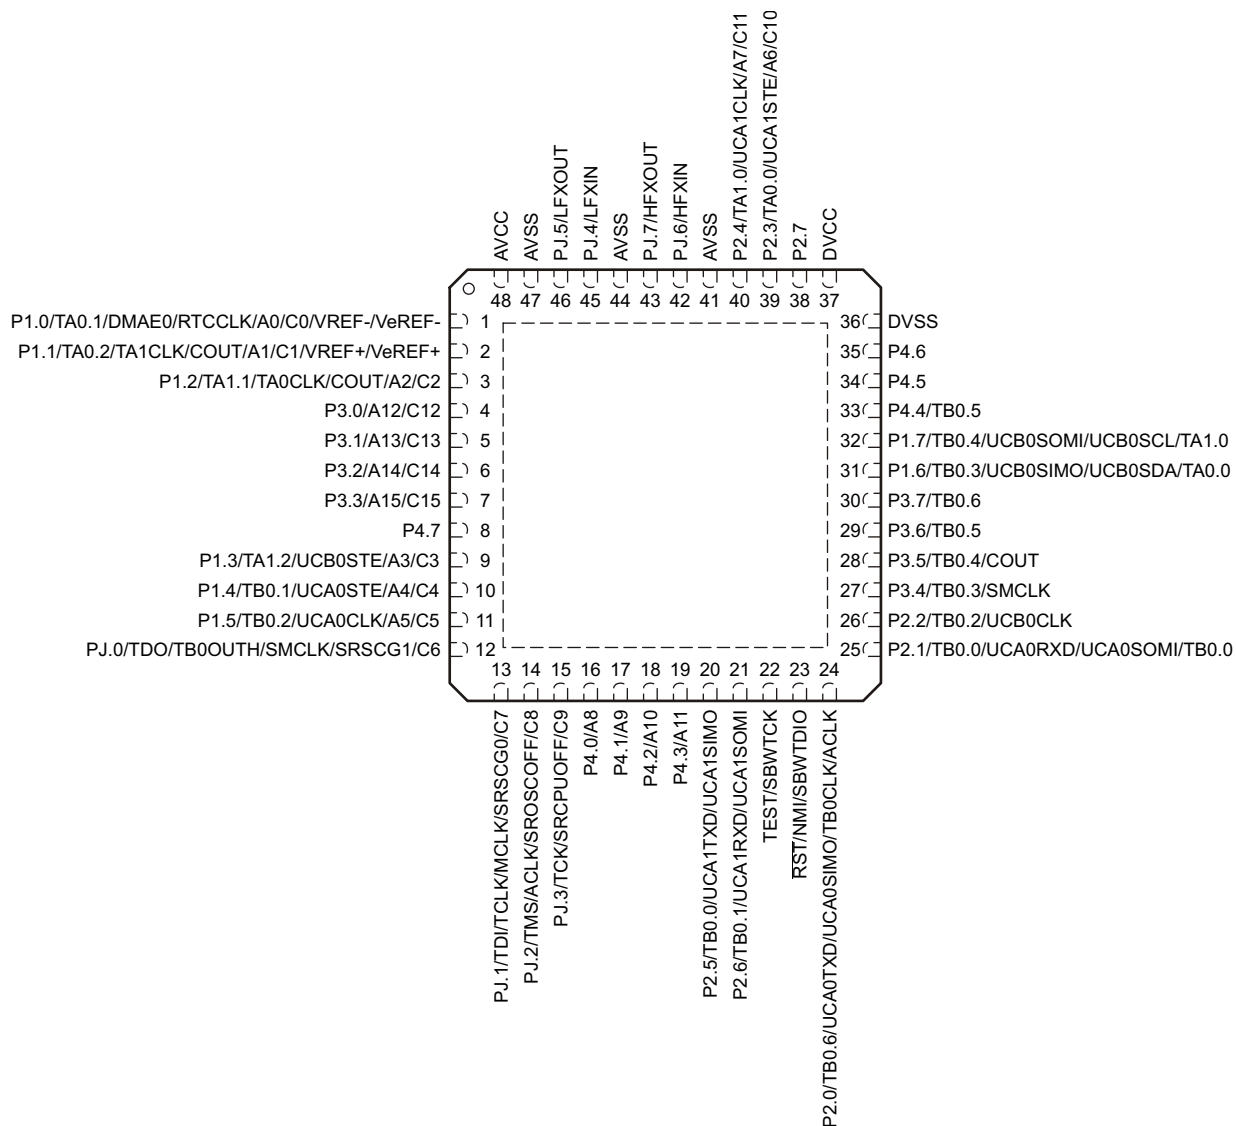 AVCC
AVSS
PJ.5/LFXOUT
PJ.4/LFXIN
AVSS
PJ.7/HFXOUT
PJ.6/HFXIN
AVSS
P2.4/TA1.0/UCA1CLK/A7/C11
P2.3/TA0.0/UCA1STE/A6/C10
P2.7
DVCC
48 47 46 45 44 43 42 41 40 39 38 37
P1.0/TA0.1/DMAE0/RTCCLK/A0/C0/VREF-/VeREF- 1
P1.1/TA0.2/TA1CLK/COUT/A1/C1/VREF+/VeREF+ 2
P1.2/TA1.1/TA0CLK/COUT/A2/C2 3
P3.0/A12/C12 4
P3.1/A13/C13 5
P3.2/A14/C14 6
P3.3/A15/C15 7
P4.7 8
P1.3/TA1.2/UCB0STE/A3/C3 9
P1.4/TB0.1/UCA0STE/A4/C4 10
P1.5/TB0.2/UCA0CLK/A5/C5 11
PJ.0/TDO/TB0OUTH/SMCLK/SRSCG1/C6 12
36 DVSS
35 P4.6
34 P4.5
33 P4.4/TB0.5
32 P1.7/TB0.4/UCB0SOMI/UCB0SCL/TA1.0
31 P1.6/TB0.3/UCB0SIMO/UCB0SDA/TA0.0
30 P3.7/TB0.6
29 P3.6/TB0.5
28 P3.5/TB0.4/COUT
27 P3.4/TB0.3/SMCLK
26 P2.2/TB0.2/UCB0CLK
25 P2.1/TB0.0/UCA0RXD/UCA0SOMI/TB0.0
13 14 15 16 17 18 19 20 21 22 23 24
PJ.1/TDI/TCLK/MCLK/SRSCG0/C7
PJ.2/TMS/ACLK/SROSCOFF/C8
PJ.3/TCK/SRCPUOFF/C9
P4.0/A8
P4.1/A9
P4.2/A10
P4.3/A11
P2.5/TB0.0/UCA1TXD/UCA1SIMO
P2.6/TB0.1/UCA1RXD/UCA1SOMI
TEST/SBWTCK
RST/NMI/SBWTDIO
P2.0/TB0.6/UCA0TXD/UCA0SIMO/TB0CLK/ACLK